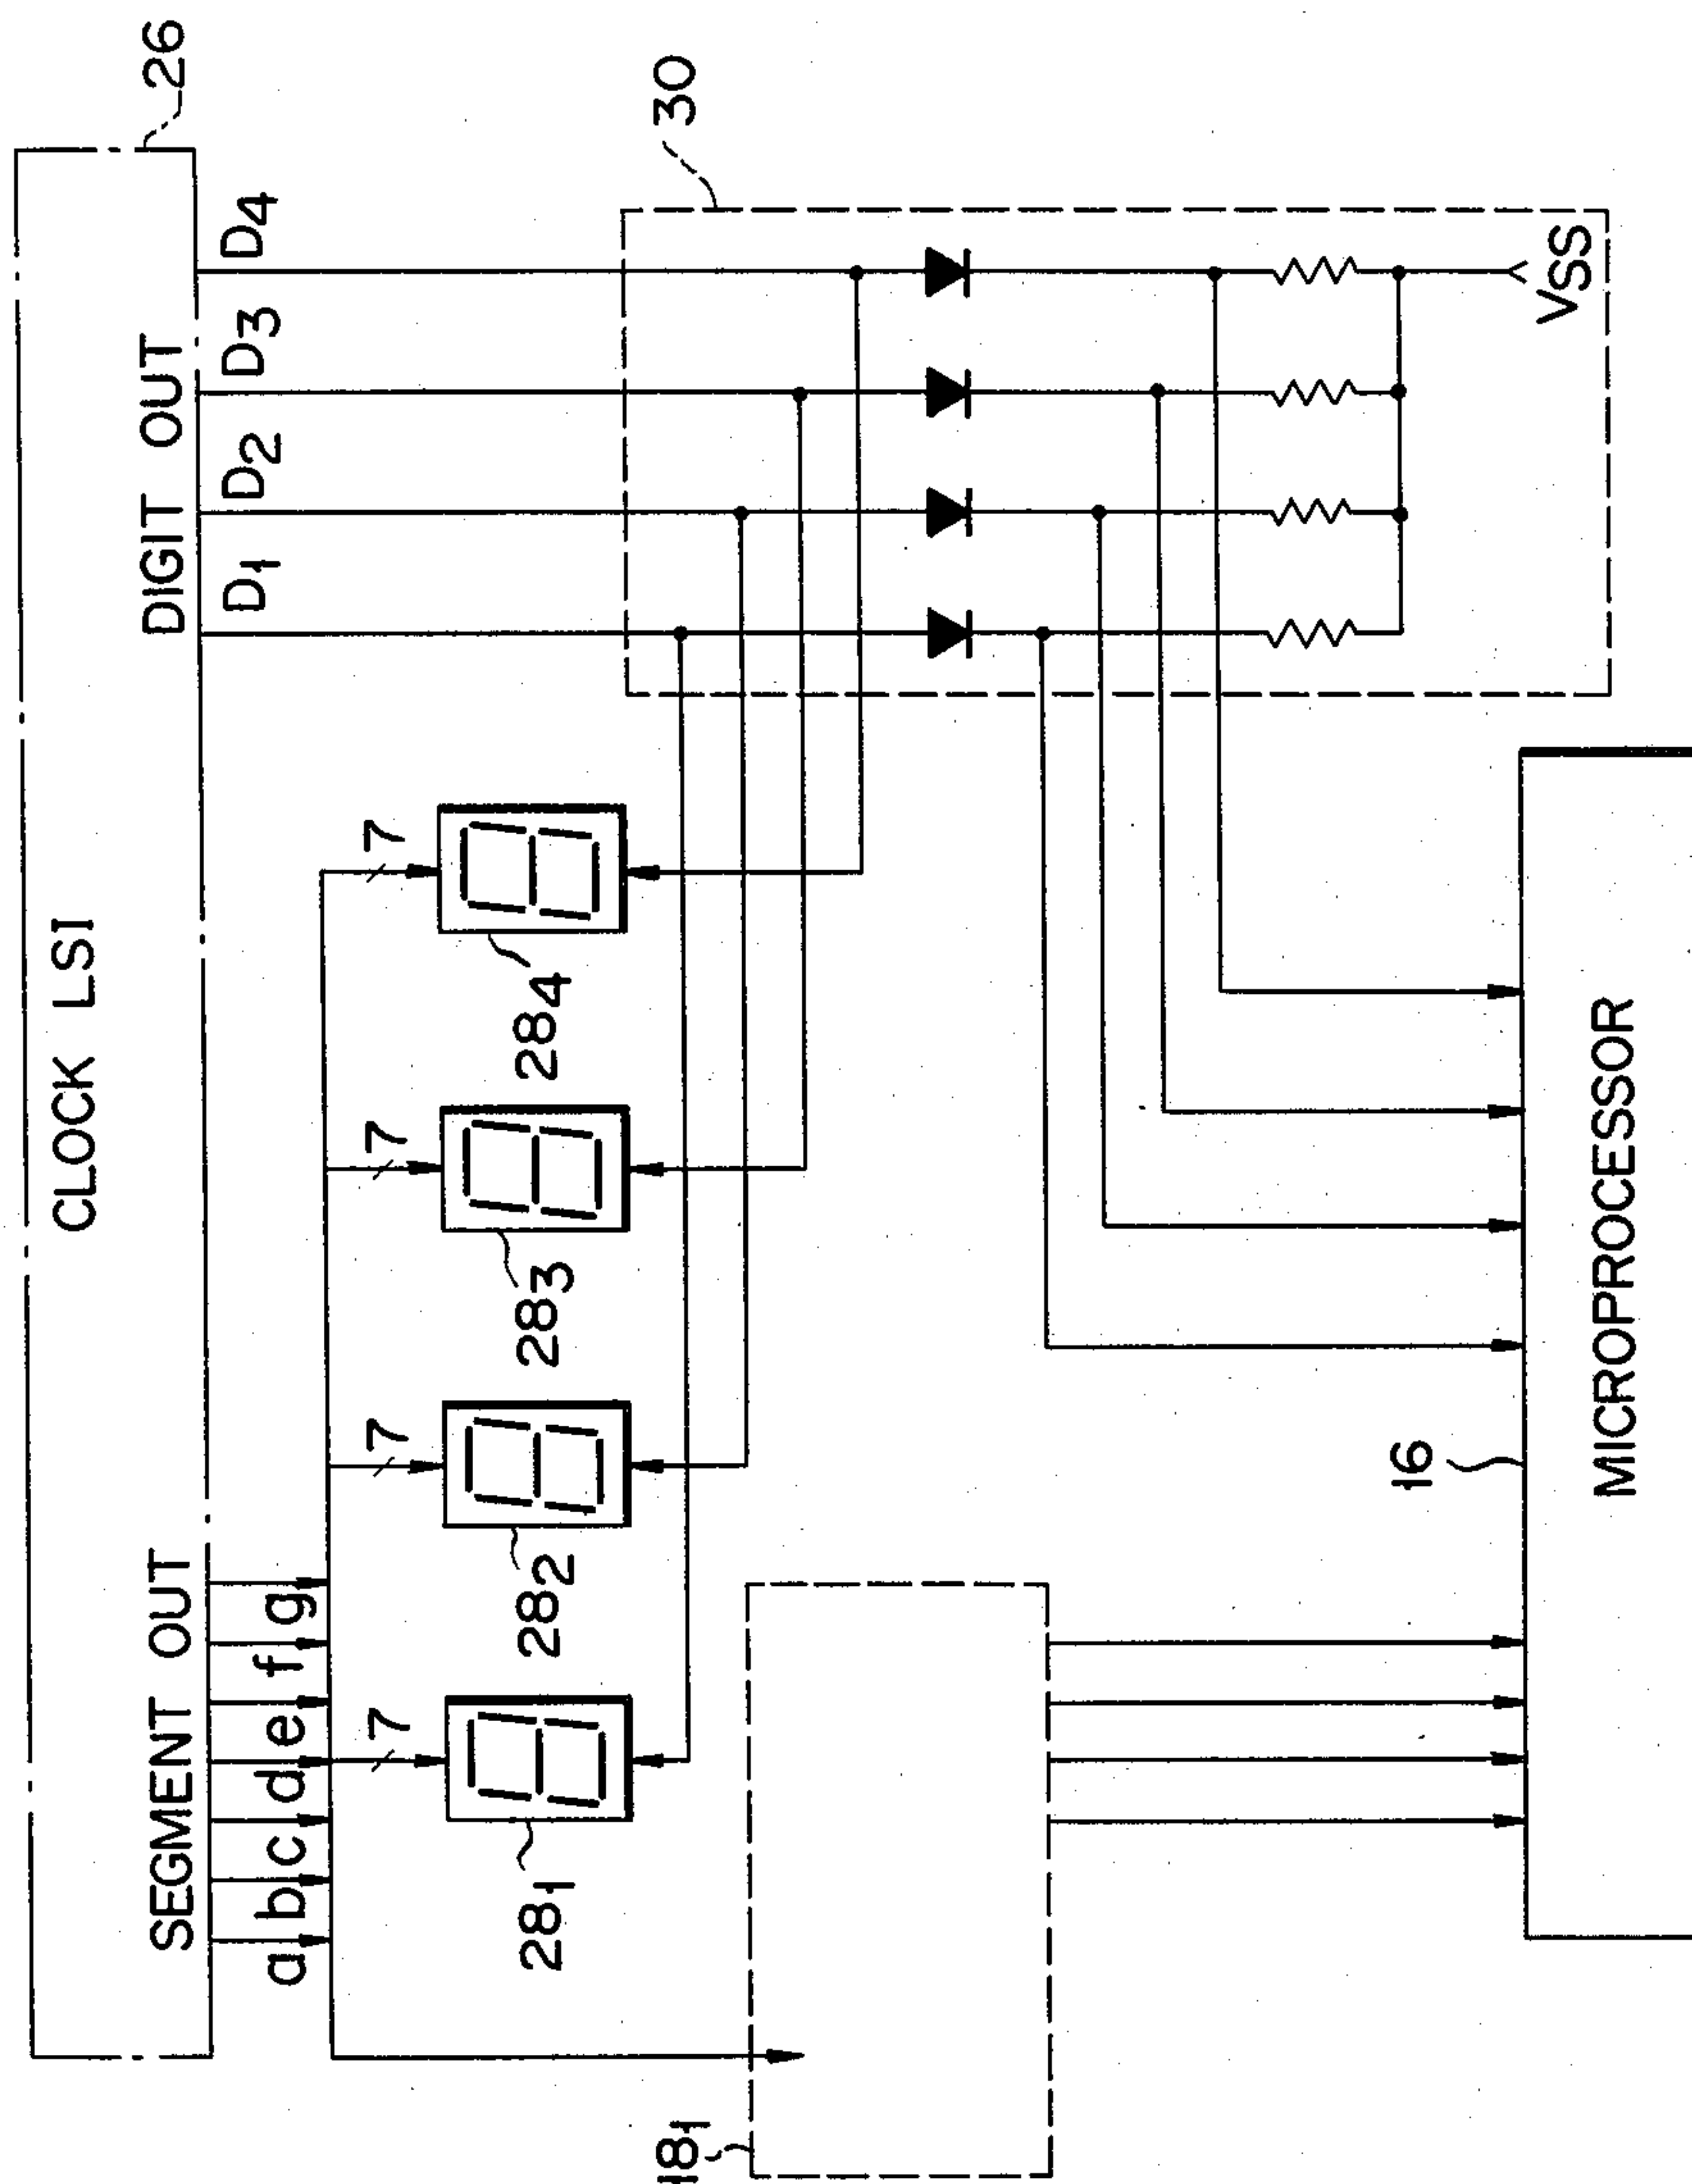 CLOCK LSI
26
SEGMENT OUT
DIGIT OUT
a b c d e f g
D1 D2 D3 D4
7 7 7 7
281 282 283 284
30
181
VSS
16
MICROPROCESSOR